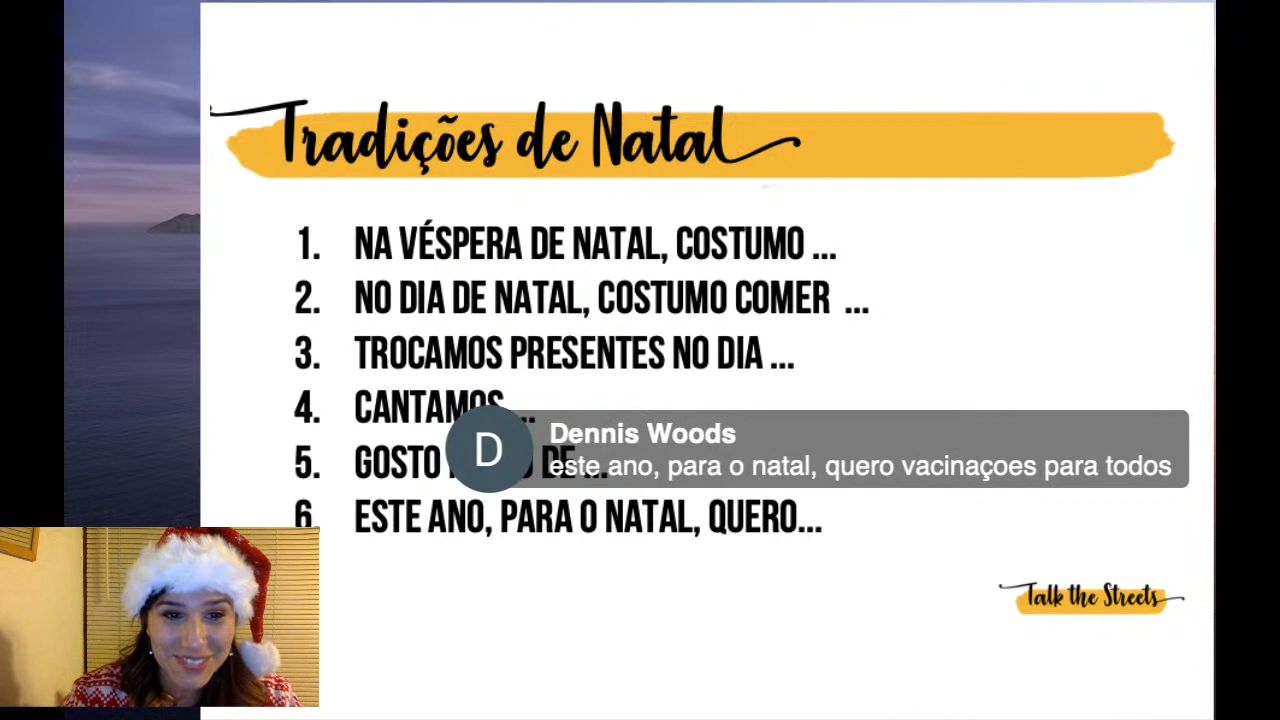 Tradições de Natal
1. NA VÉSPERA DE NATAL, COSTUMO ...
2. NO DIA DE NATAL, COSTUMO COMER ...
3. TROCAMOS PRESENTES NO DIA ...
4. CANTAMOS ...
D
Dennis Woods
5. GOSTO DE ...
este ano, para o natal, quero vacinaçoes para todos
6. ESTE ANO, PARA O NATAL, QUERO...
Talk the Streets